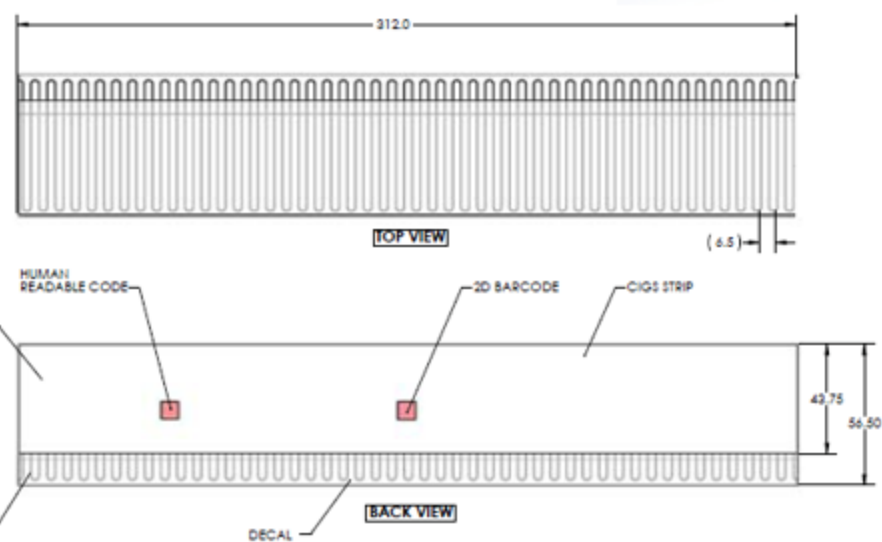 312.0
TOP VIEW
(6.5)
HUMAN
READABLE CODE
2D BARCODE
CIGS STRIP
43.75
56.50
BACK VIEW
DECAL